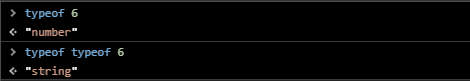 > typeof 6
<· "number"
> typeof typeof 6
<· "string"